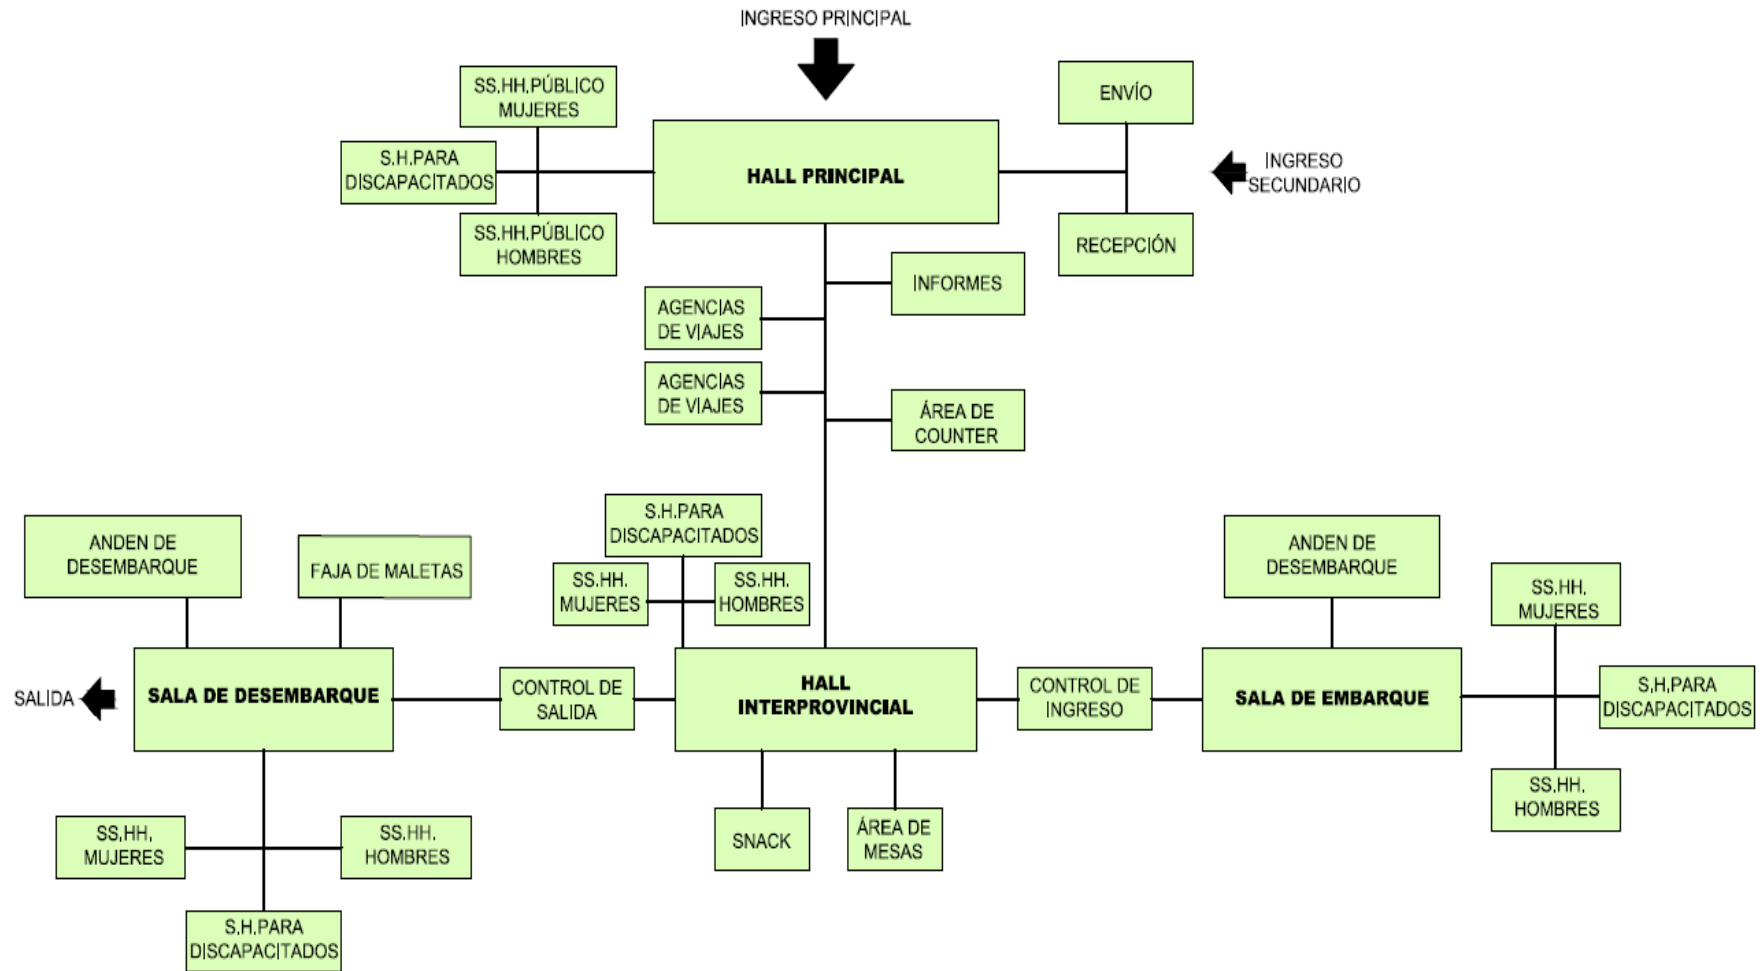 INGRESO PRINCIPAL
SS.HH.PÚBLICO
MUJERES
ENVÍO
S.H.PARA
DISCAPACITADOS
HALL PRINCIPAL
INGRESO
SECUNDARIO
SS.HH.PÚBLICO
HOMBRES
RECEPCIÓN
INFORMES
AGENCIAS
DE VIAJES
AGENCIAS
DE VIAJES
ÁREA DE
COUNTER
S.H.PARA
DISCAPACITADOS
ANDEN DE
DESEMBARQUE
FAJA DE MALETAS
SS.HH.
MUJERES
SS.HH.
HOMBRES
ANDEN DE
DESEMBARQUE
SS.HH.
MUJERES
SALIDA
SALA DE DESEMBARQUE
CONTROL DE
SALIDA
HALL
INTERPROVINCIAL
CONTROL DE
INGRESO
SALA DE EMBARQUE
S.H.PARA
DISCAPACITADOS
SS.HH.
HOMBRES
SS.HH.
MUJERES
SS.HH.
HOMBRES
SNACK
ÁREA DE
MESAS
S.H.PARA
DISCAPACITADOS